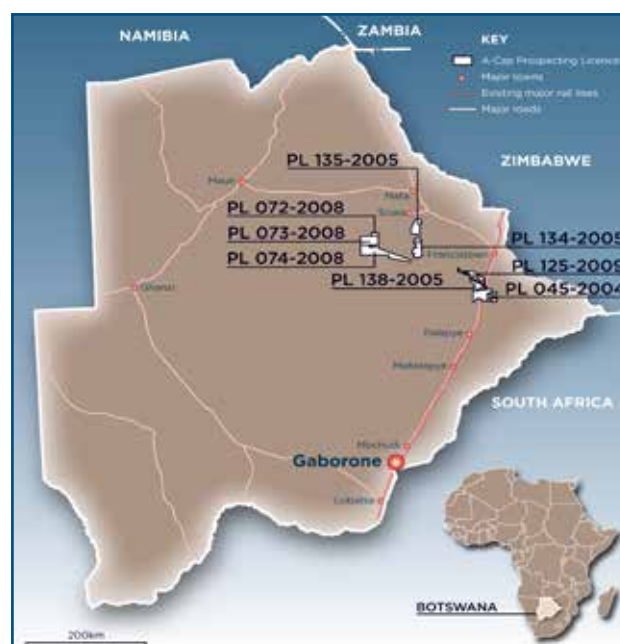 NAMIBIA
ZAMBIA
KEY
A-Cap Prospecting Licence
Major towns
Existing major rail lines
Major roads
PL 135-2005
ZIMBABWE
Maun
Nata
Sowa
PL 072-2008
PL 073-2008
PL 074-2008
PL 134-2005
Francistown
PL 125-2009
PL 138-2005
PL 045-2004
Ghanzi
Palapye
Mahalapye
SOUTH AFRICA
Mochudi
Gaborone
Lobatse
BOTSWANA
200km